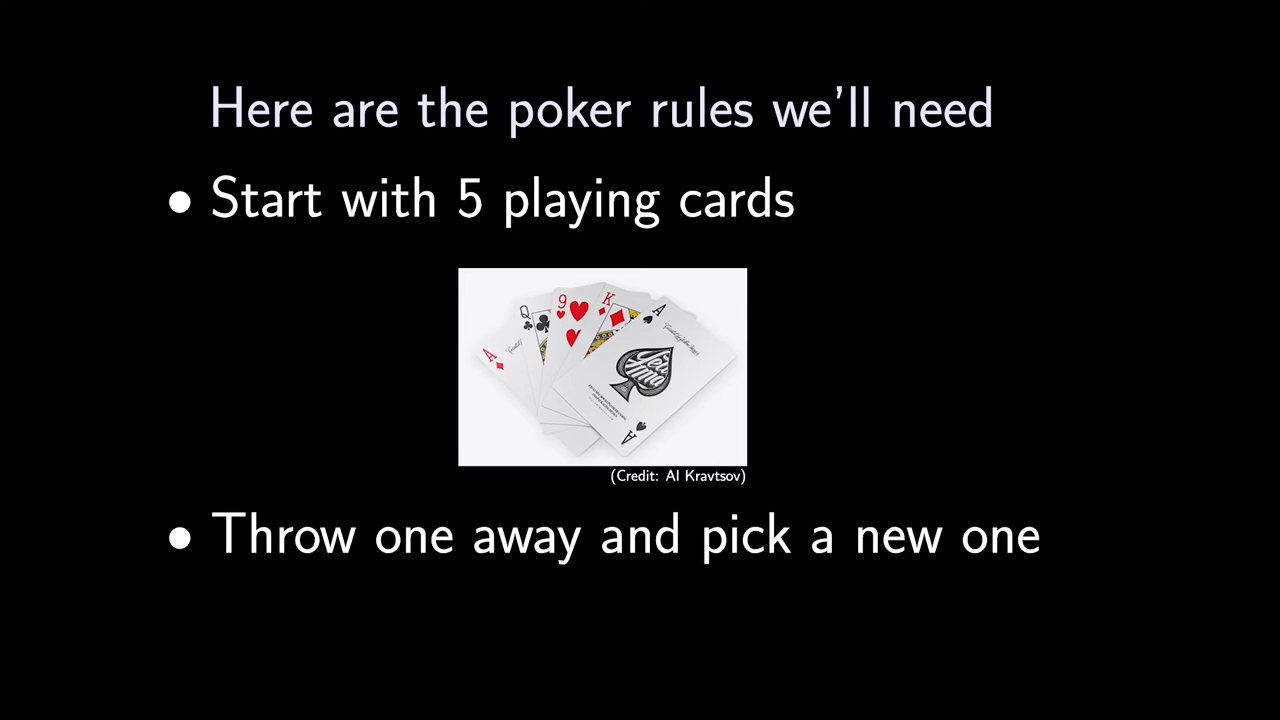 Here are the poker rules we'll need
• Start with 5 playing cards
A
Q
9
K
A
A
(Credit: Al Kravtsov)
• Throw one away and pick a new one